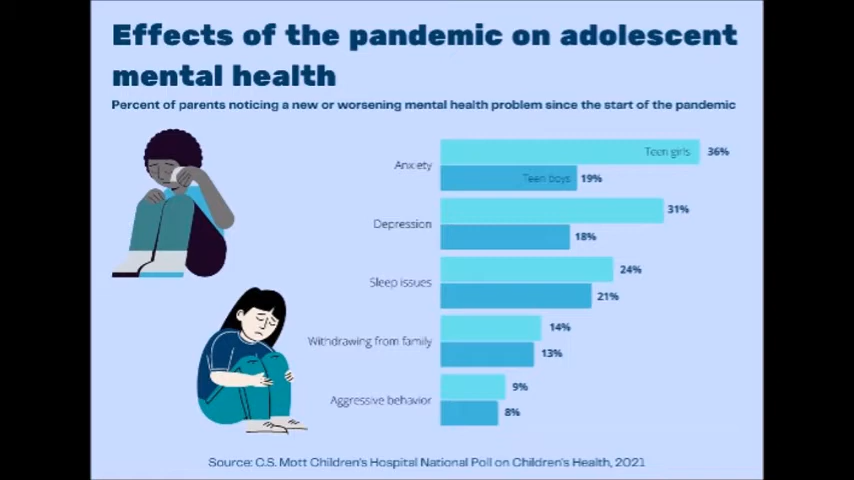 Effects of the pandemic on adolescent
mental health
Percent of parents noticing a new or worsening mental health problem since the start of the pandemic
Anxiety
Teen girls
36%
Teen boys
19%
Depression
31%
18%
Sleep issues
24%
21%
Withdrawing from family
14%
13%
Aggressive behavior
9%
8%
Source: C.S. Mott Children's Hospital National Poll on Children's Health, 2021